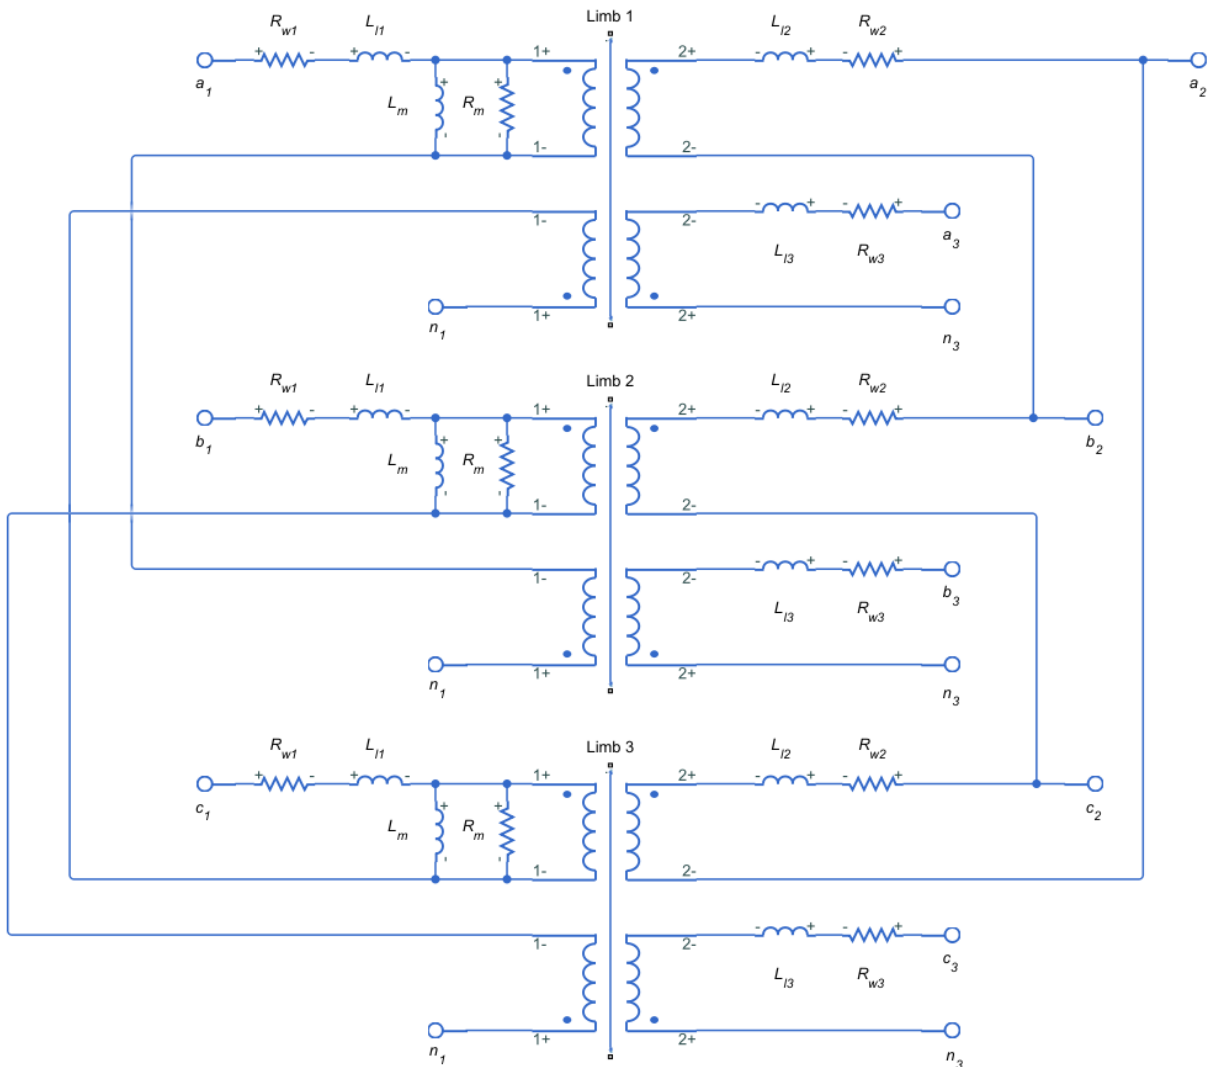 Limb 1
R_w1 L_l1 L_l2 R_w2
+ - + - 1+ 2+ - + - +
a_1 a_2
L_m + R_m +
- -
1- 2-
1- 2- - + - +
a_3
L_l3 R_w3
n_1 1+ 2+ n_3
Limb 2
R_w1 L_l1 L_l2 R_w2
+ - + - 1+ 2+ - + - +
b_1 b_2
L_m + R_m +
- -
1- 2-
1- 2- - + - +
b_3
L_l3 R_w3
n_1 1+ 2+ n_3
Limb 3
R_w1 L_l1 L_l2 R_w2
+ - + - 1+ 2+ - + - +
c_1 c_2
L_m + R_m +
- -
1- 2-
1- 2- - + - +
c_3
L_l3 R_w3
n_1 1+ 2+ n_3